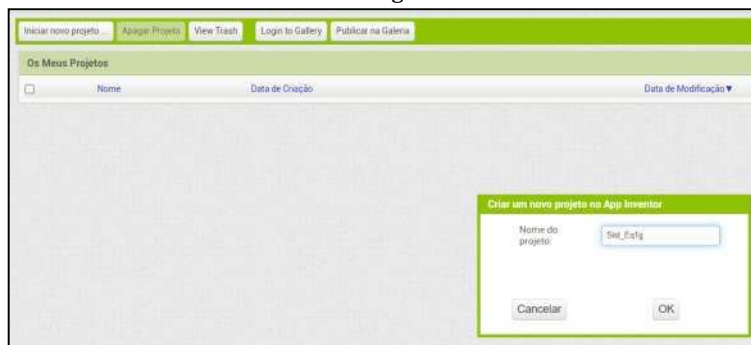 Iniciar novo projeto ... Apagar Projeto View Trash Login to Gallery Publicar na Galeria
Os Meus Projetos
Nome Data de Criação Data de Modificação▼
Criar um novo projeto no App Inventor
Nome do
projeto:
Cancelar OK